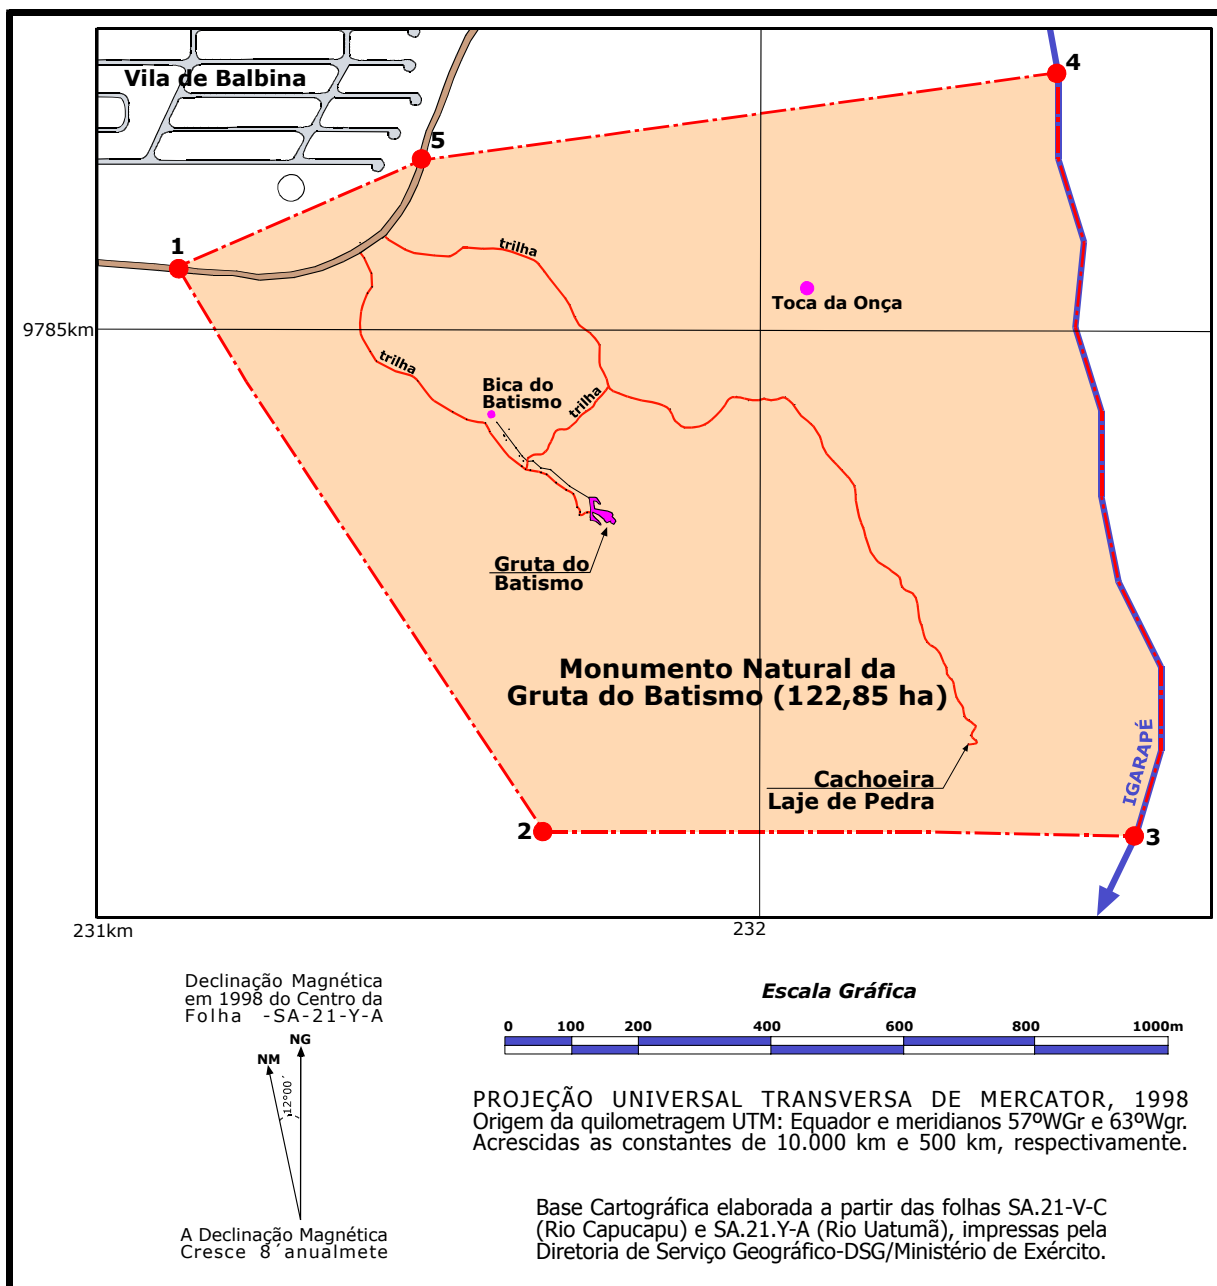 Vila de Balbina
4
5
1
trilha
Toca da Onça
9785km
trilha
Bica do
Batismo
trilha
Gruta do
Batismo
Monumento Natural da
Gruta do Batismo (122,85 ha)
IGARAPÉ
Cachoeira
Laje de Pedra
2
3
231km
232
Declinação Magnética
em 1998 do Centro da
Folha -SA-21-Y-A
NG
NM
12º00´
A Declinação Magnética
Cresce 8´anualmete
Escala Gráfica
0 100 200 400 600 800 1000m
PROJEÇÃO UNIVERSAL TRANSVERSA DE MERCATOR, 1998
Origem da quilometragem UTM: Equador e meridianos 57ºWGr e 63ºWgr.
Acrescidas as constantes de 10.000 km e 500 km, respectivamente.
Base Cartográfica elaborada a partir das folhas SA.21-V-C
(Rio Capucapu) e SA.21.Y-A (Rio Uatumã), impressas pela
Diretoria de Serviço Geográfico-DSG/Ministério de Exército.